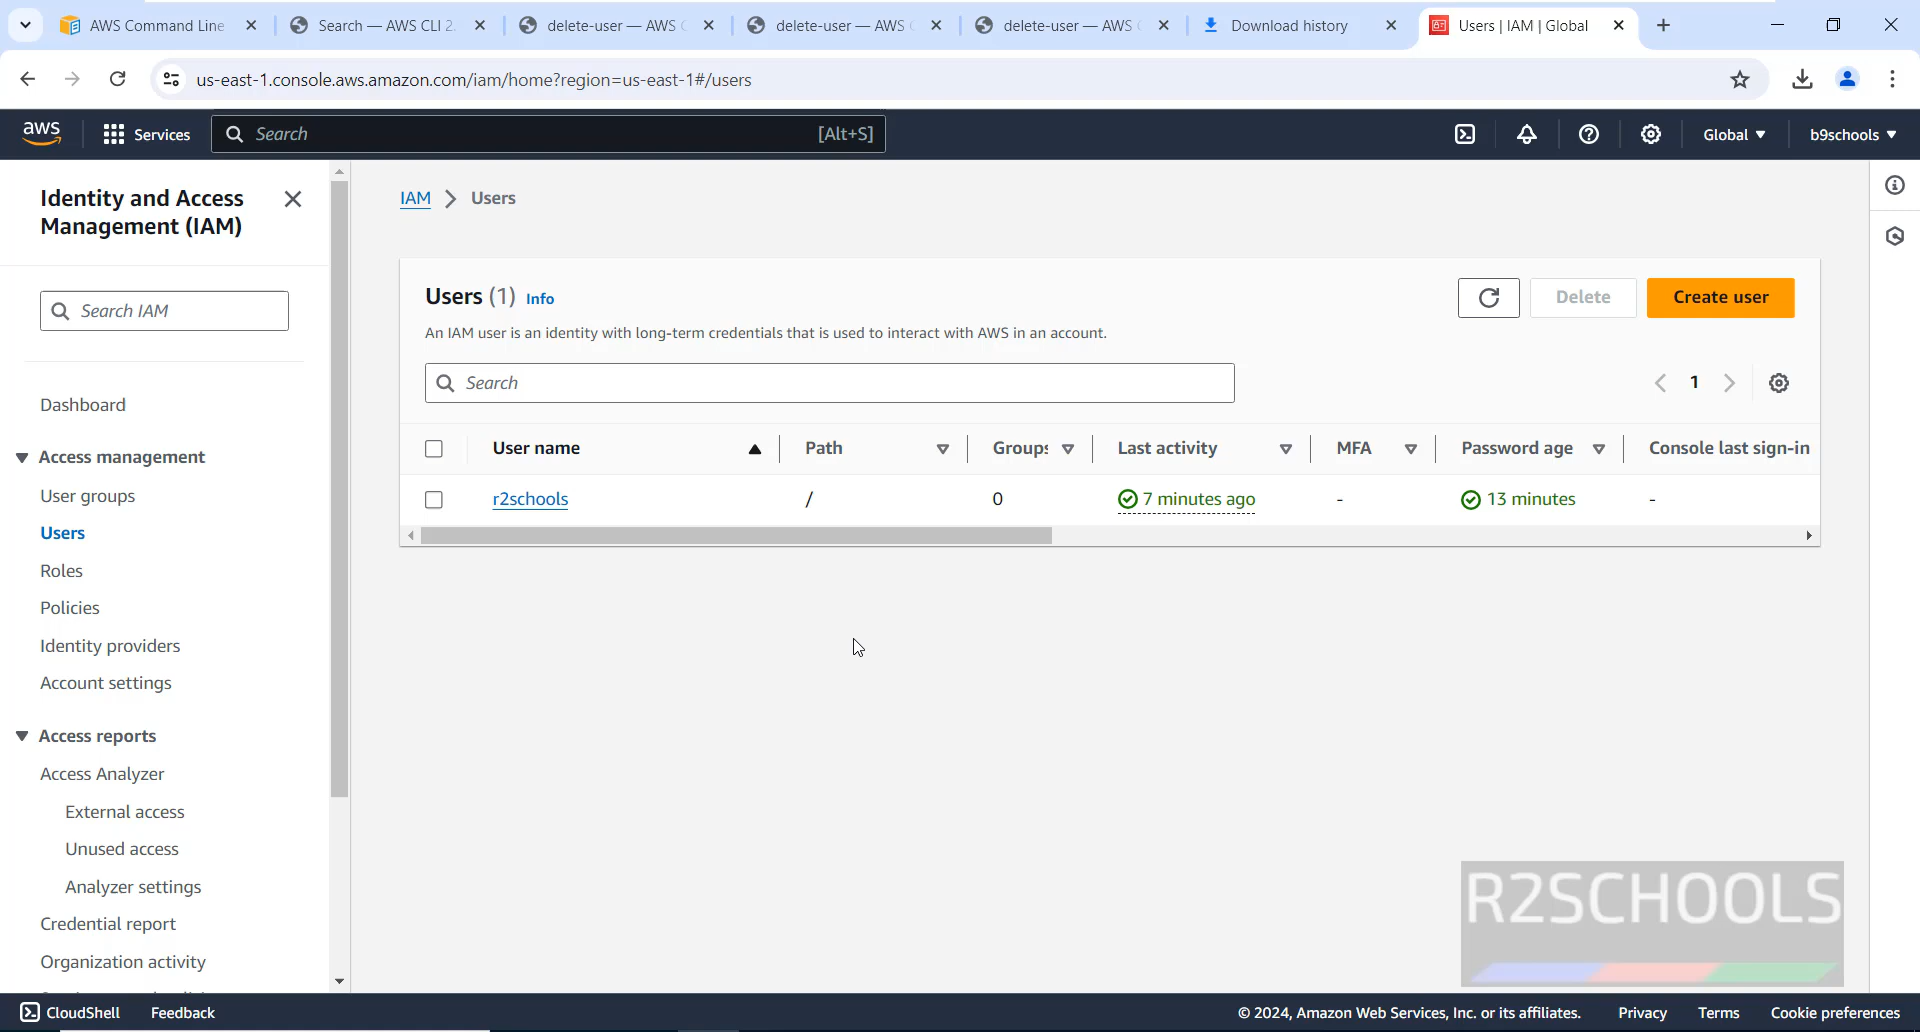 AWS Command Line
Search — AWS CLI 2.
delete-user — AWS C
delete-user — AWS C
delete-user — AWS C
Download history
Users | IAM | Global
us-east-1.console.aws.amazon.com/iam/home?region=us-east-1#/users
aws
Services
Search
[Alt+S]
Global
b9schools
Identity and Access
Management (IAM)
Search IAM
Dashboard
Access management
User groups
Users
Roles
Policies
Identity providers
Account settings
Access reports
Access Analyzer
External access
Unused access
Analyzer settings
Credential report
Organization activity
IAM > Users
Users (1) Info
Delete
Create user
An IAM user is an identity with long-term credentials that is used to interact with AWS in an account.
Search
1
User name Path Groups Last activity MFA Password age Console last sign-in
r2schools / 0 7 minutes ago - 13 minutes -
R2SCHOOLS
CloudShell Feedback © 2024, Amazon Web Services, Inc. or its affiliates. Privacy Terms Cookie preferences